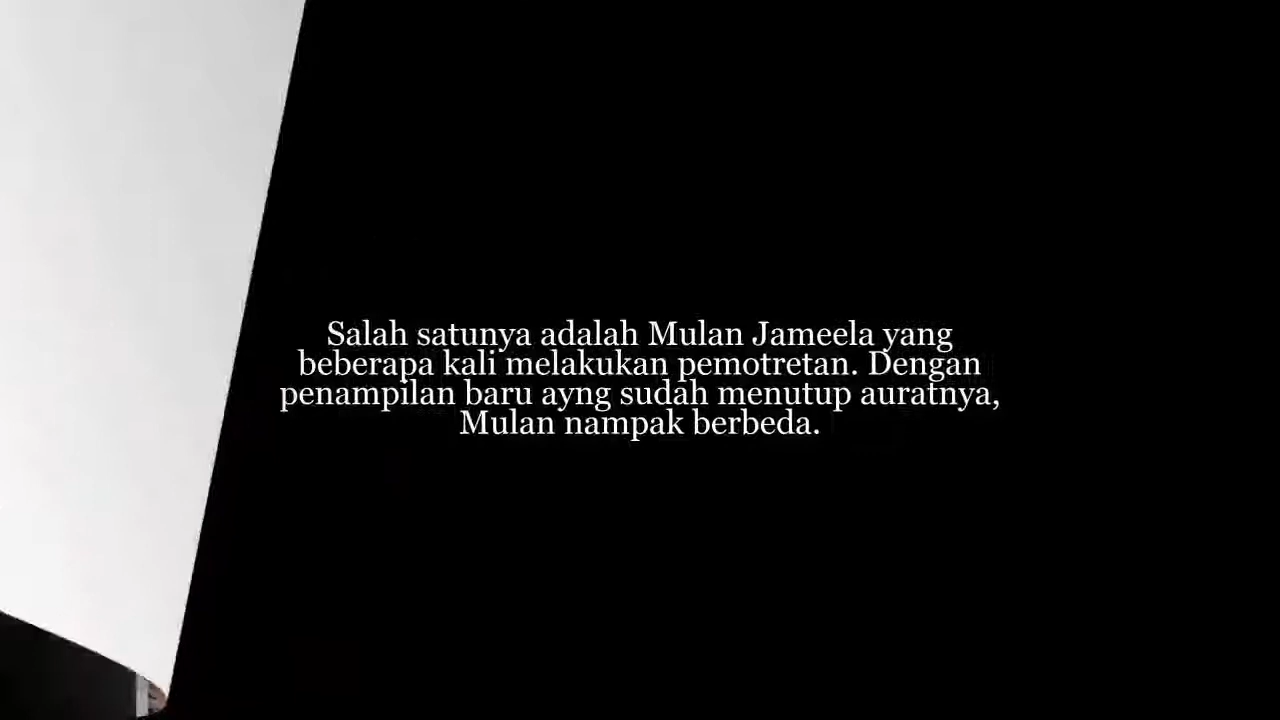 Salah satunya adalah Mulan Jameela yang
beberapa kali melakukan pemotretan. Dengan
penampilan baru ayng sudah menutup auratnya,
Mulan nampak berbeda.